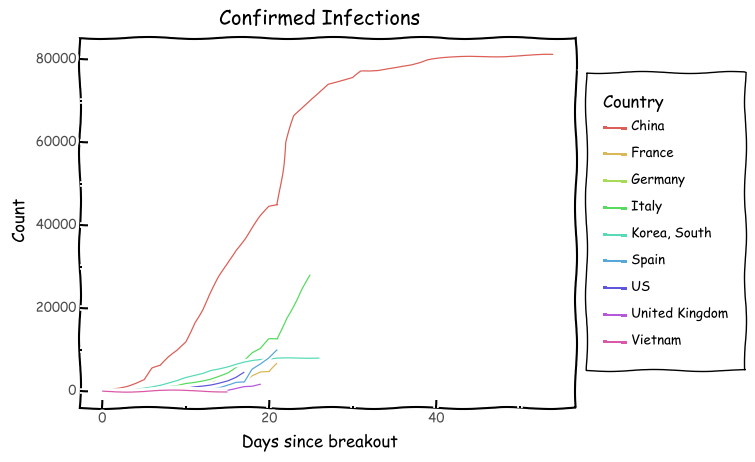 Confirmed Infections
Count
80000
60000
40000
20000
0
0 20 40
Days since breakout
Country
China
France
Germany
Italy
Korea, South
Spain
US
United Kingdom
Vietnam